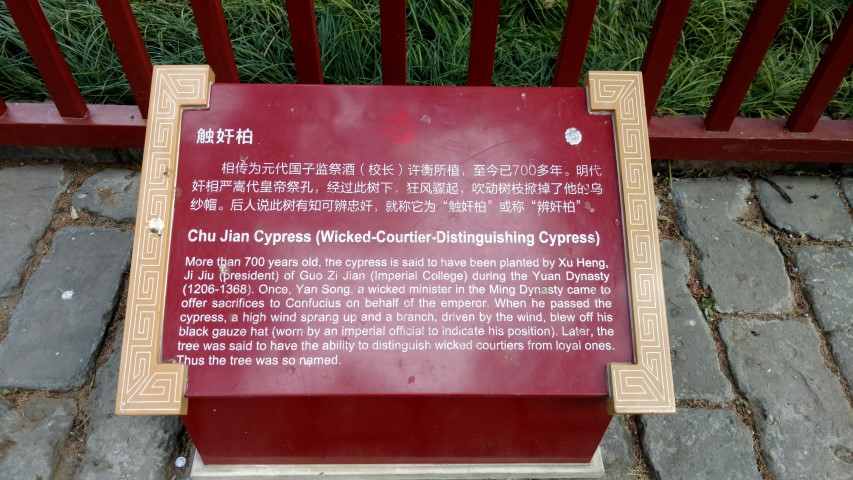 触奸柏
相传为元代国子监祭酒（校长）许衡所植，至今已700多年。明代
奸相严嵩代皇帝祭孔，经过此树下，狂风骤起，吹动树枝掀掉了他的乌
纱帽。后人说此树有知可辨忠奸，就称它为“触奸柏”或称“辨奸柏”。
Chu Jian Cypress (Wicked-Courtier-Distinguishing Cypress)
More than 700 years old, the cypress is said to have been planted by Xu Heng,
Ji Jiu (president) of Guo Zi Jian (Imperial College) during the Yuan Dynasty
(1206-1368). Once, Yan Song, a wicked minister in the Ming Dynasty came to
offer sacrifices to Confucius on behalf of the emperor. When he passed the
cypress, a high wind sprang up and a branch, driven by the wind, blew off his
black gauze hat (worn by an imperial official to indicate his position). Later, the
tree was said to have the ability to distinguish wicked courtiers from loyal ones.
Thus the tree was so named.